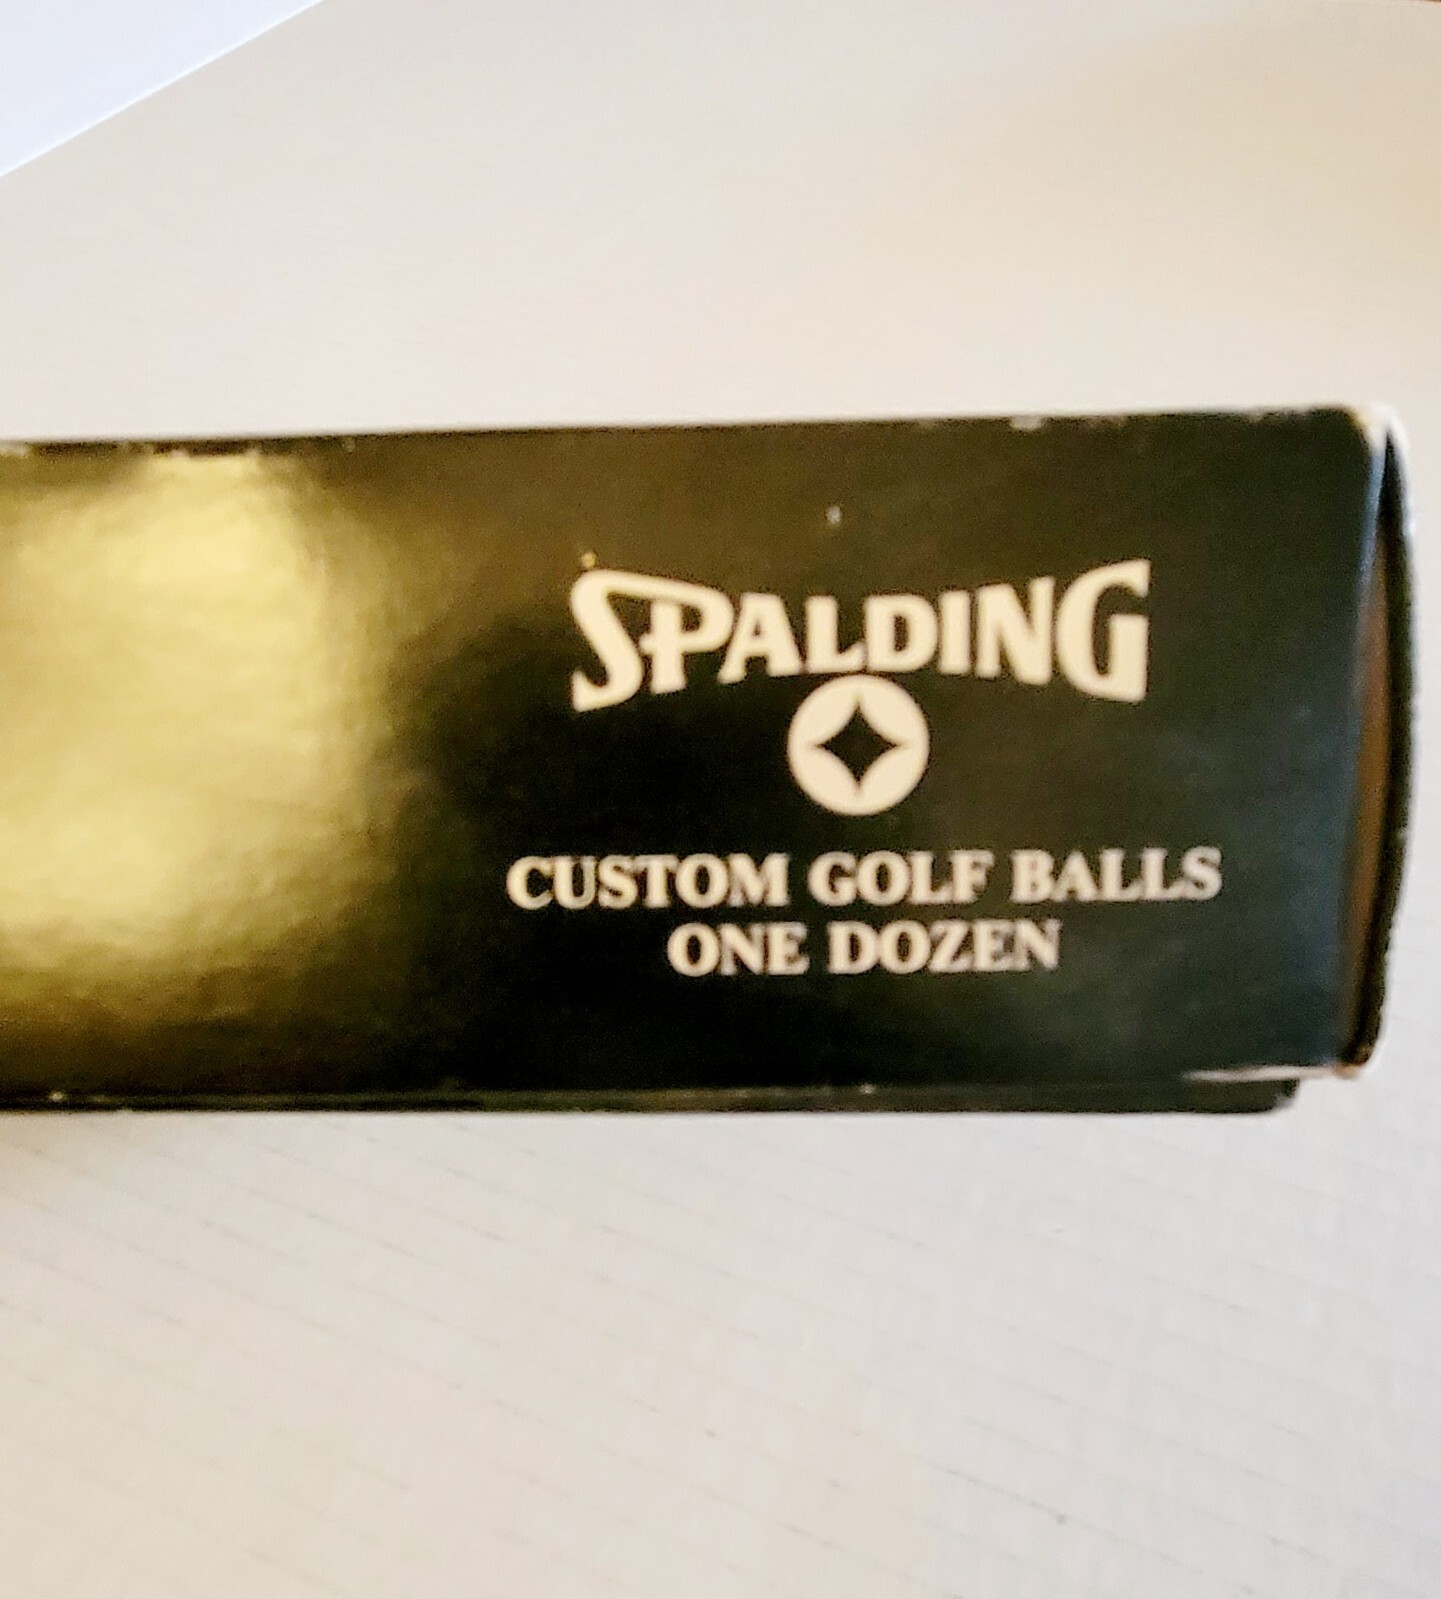 SPALDING
CUSTOM GOLF BALLS
ONE DOZEN